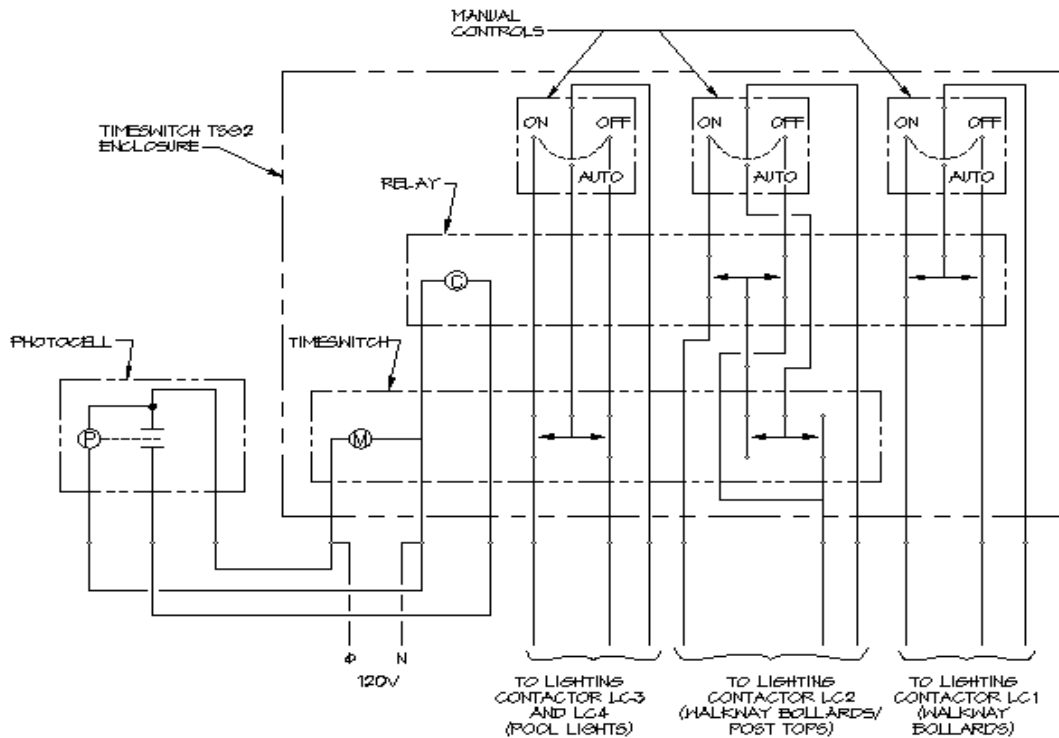 MANUAL
CONTROLS
ON OFF
AUTO
ON OFF
AUTO
ON OFF
AUTO
TIMESWITCH TS92
ENCLOSURE
RELAY
C
PHOTOCELL
TIMESWITCH
P
M
Φ N
120V
TO LIGHTING
CONTACTOR LC3
AND LC4
(POOL LIGHTS)
TO LIGHTING
CONTACTOR LC2
(WALKWAY BOLLARDS/
POST TOPS)
TO LIGHTING
CONTACTOR LC1
(WALKWAY
BOLLARDS)